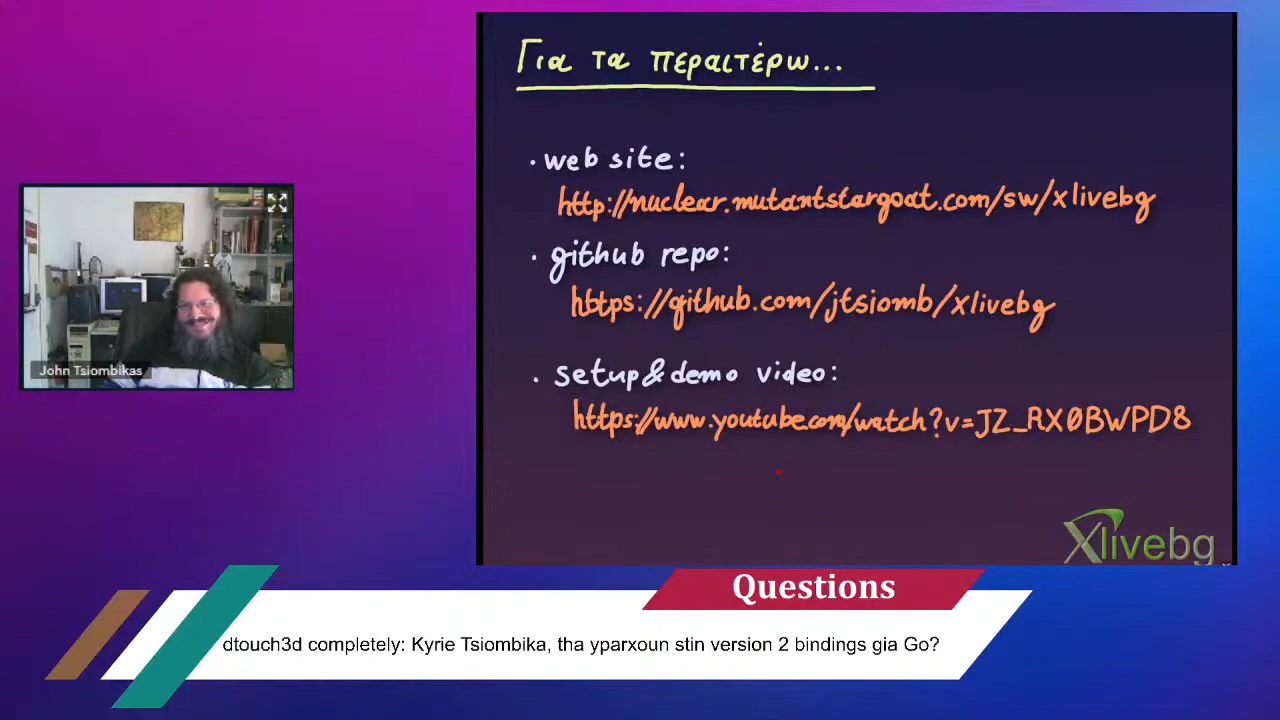 Για τα περαιτέρω...
· web site:
http://nuclear.mutantstargoat.com/sw/xlivebg
· github repo:
https://github.com/jtsiomb/xlivebg
· setup&demo video:
https://www.youtube.com/watch?v=JZ_RX0BWPD8
John Tsiombikas
Xlivebg
Questions
dtouch3d completely: Kyrie Tsiombika, tha yparxoun stin version 2 bindings gia Go?